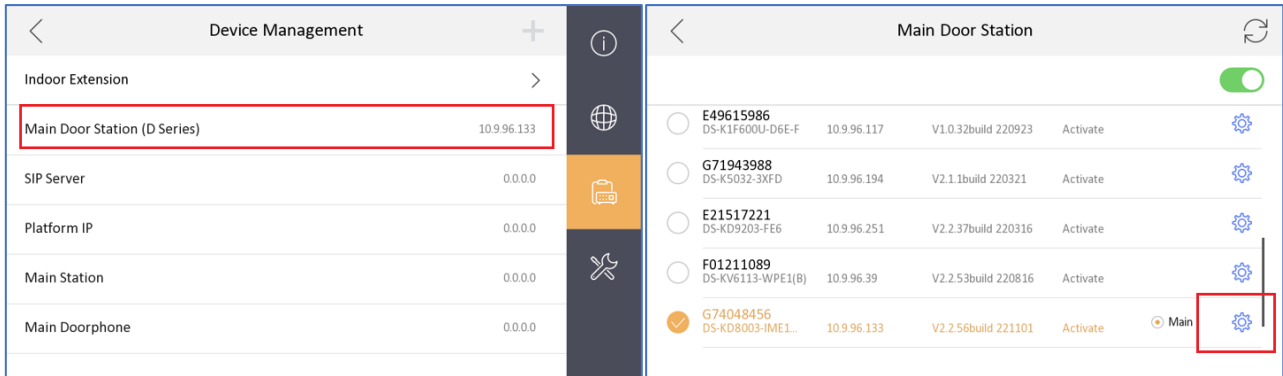 Device Management
Indoor Extension
Main Door Station (D Series) 10.9.96.133
SIP Server 0.0.0.0
Platform IP 0.0.0.0
Main Station 0.0.0.0
Main Doorphone 0.0.0.0
Main Door Station
E49615986
DS-K1F600U-D6E-F 10.9.96.117 V1.0.32build 220923 Activate
G71943988
DS-K5032-3XFD 10.9.96.194 V2.1.1build 220321 Activate
E21517221
DS-KD9203-FE6 10.9.96.251 V2.2.37build 220316 Activate
F01211089
DS-KV6113-WPE1(B) 10.9.96.39 V2.2.53build 220816 Activate
G74048456
DS-KD8003-IME1... 10.9.96.133 V2.2.56build 221101 Activate Main